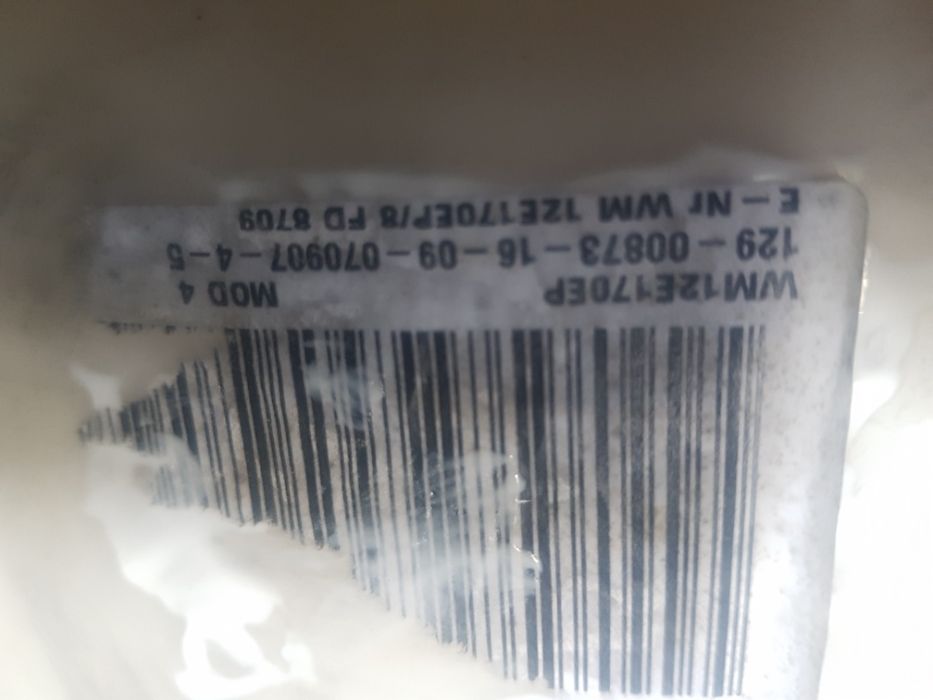 WM12E170EP MOD 4
129-00873-16-09-070907-4-5
E-Nr WM 12E170EP/8 FD 8709